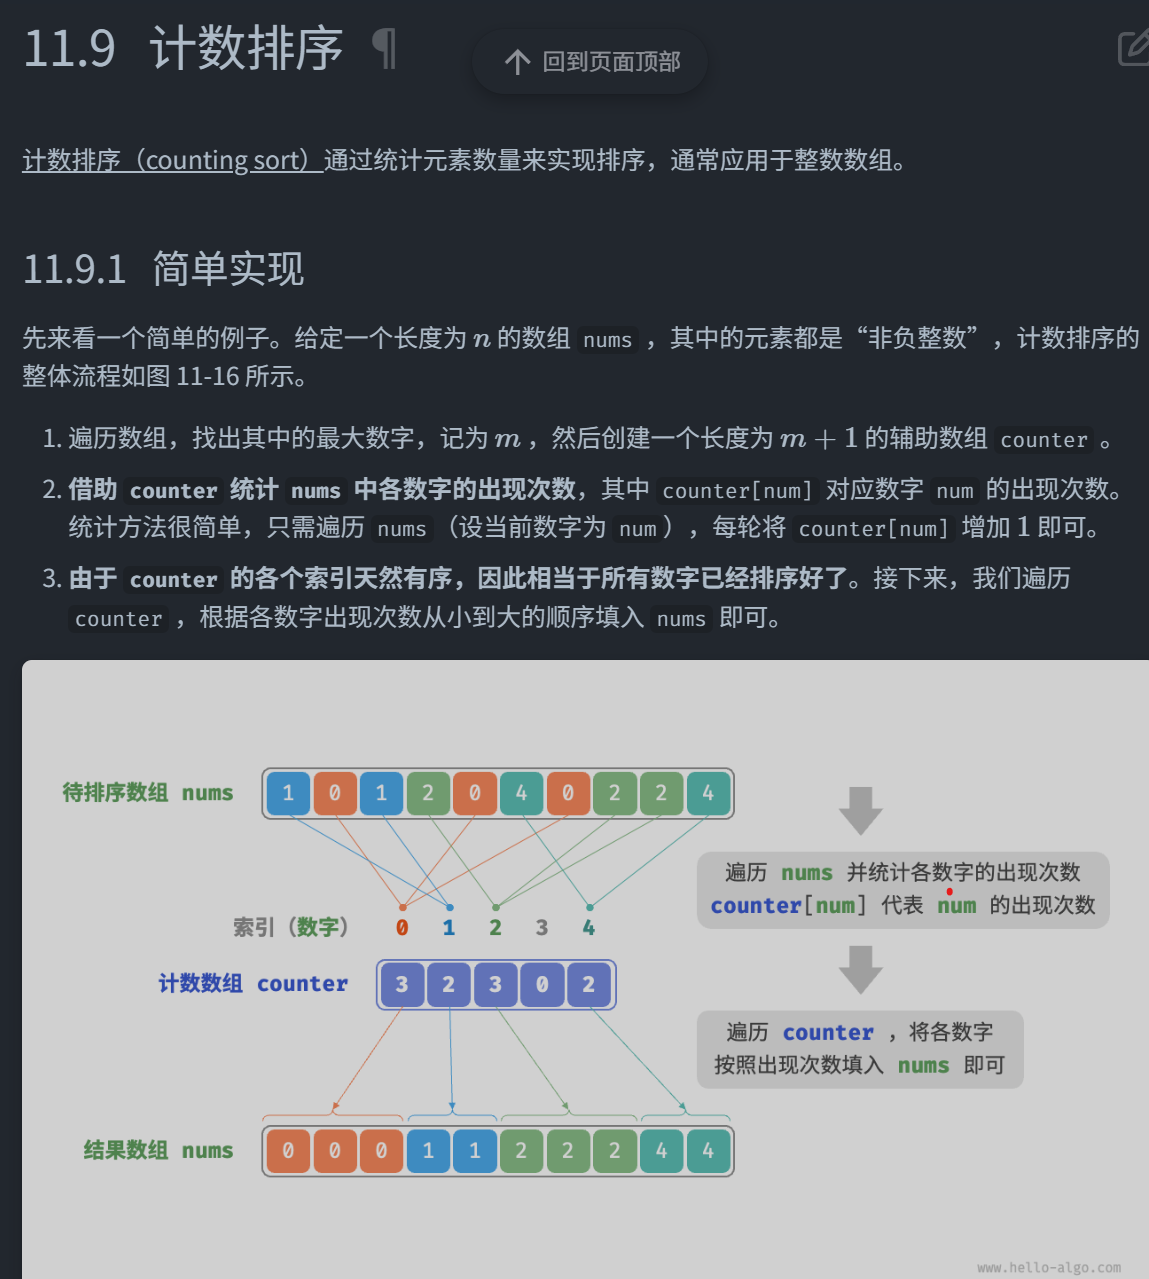 11.9 计数排序 ¶
↑ 回到页面顶部
计数排序（counting sort）通过统计元素数量来实现排序，通常应用于整数数组。
11.9.1 简单实现
先来看一个简单的例子。给定一个长度为 n 的数组 nums ，其中的元素都是“非负整数”，计数排序的
整体流程如图 11-16 所示。
1. 遍历数组，找出其中的最大数字，记为 m ，然后创建一个长度为 m + 1 的辅助数组 counter 。
2. 借助 counter 统计 nums 中各数字的出现次数，其中 counter[num] 对应数字 num 的出现次数。
统计方法很简单，只需遍历 nums（设当前数字为 num），每轮将 counter[num] 增加 1 即可。
3. 由于 counter 的各个索引天然有序，因此相当于所有数字已经排序好了。接下来，我们遍历
counter ，根据各数字出现次数从小到大的顺序填入 nums 即可。
待排序数组 nums 1 0 1 2 0 4 0 2 2 4
遍历 nums 并统计各数字的出现次数
counter[num] 代表 num 的出现次数
索引（数字） 0 1 2 3 4
计数数组 counter 3 2 3 0 2
遍历 counter ，将各数字
按照出现次数填入 nums 即可
结果数组 nums 0 0 0 1 1 2 2 2 4 4
www.hello-algo.com